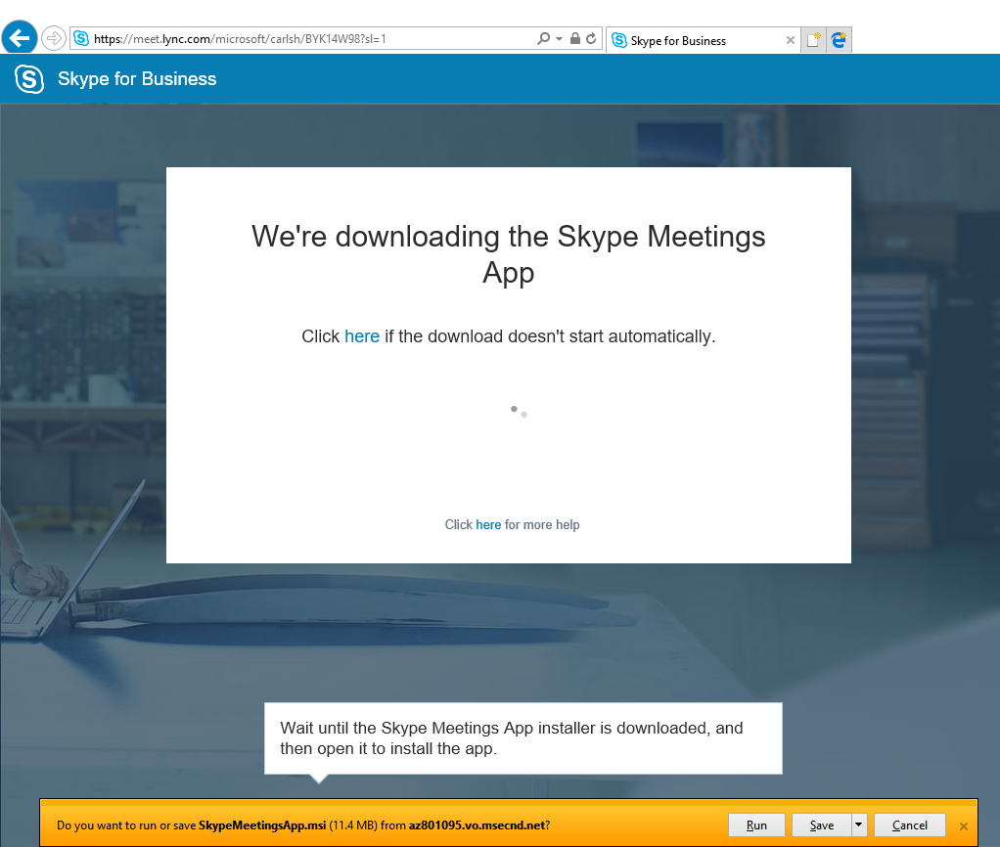 https://meet.lync.com/microsoft/carlsh/BYK14W98?sl=1
Skype for Business
Skype for Business
We're downloading the Skype Meetings
App
Click here if the download doesn't start automatically.
Click here for more help
Wait until the Skype Meetings App installer is downloaded, and
then open it to install the app.
Do you want to run or save SkypeMeetingsApp.msi (11.4 MB) from az801095.vo.msecnd.net?
Run
Save
Cancel